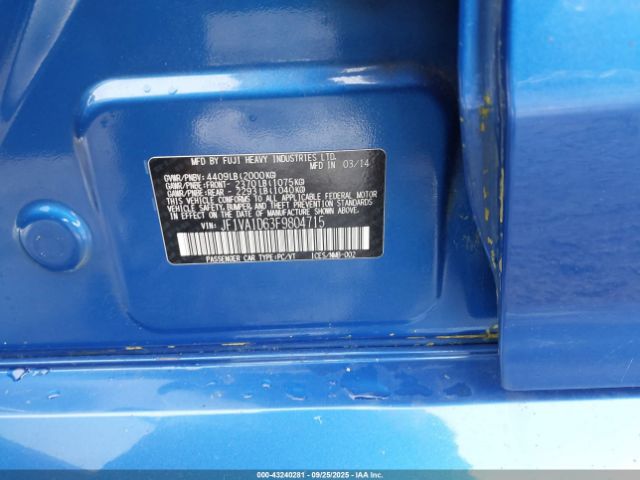 MFD BY FUJI HEAVY INDUSTRIES LTD.
MFD IN 03/14
GVWR/PNBV: 4409LB(2000KG)
GAWR/PNBE:FRONT- 2370LB(1075KG)
GAWR/PNBE:REAR - 2293LB(1040KG)
THIS VEHICLE CONFORMS TO ALL APPLICABLE FEDERAL MOTOR
VEHICLE SAFETY, BUMPER, AND THEFT PREVENTION STANDARDS
IN EFFECT ON THE DATE OF MANUFACTURE SHOWN ABOVE.
VIN: JF1VA1D63F9804715
PASSENGER CAR TYPE:PC/VT ICES/NMB-002
000-43240281 - 09/25/2025 - IAAI.COM